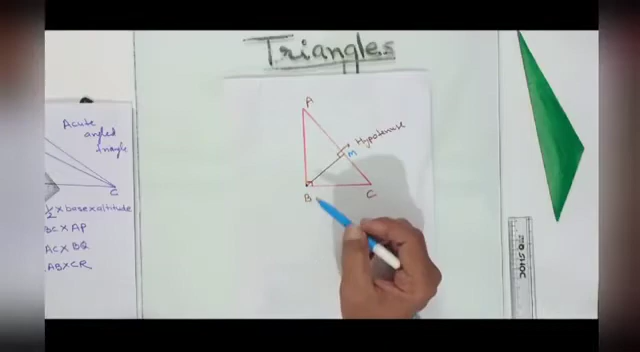 Triangles
Acute
angled
triangle
C
½ × base × altitude
BC × AP
AC × BQ
AB × CR
A
Hypotenuse
M
B
C